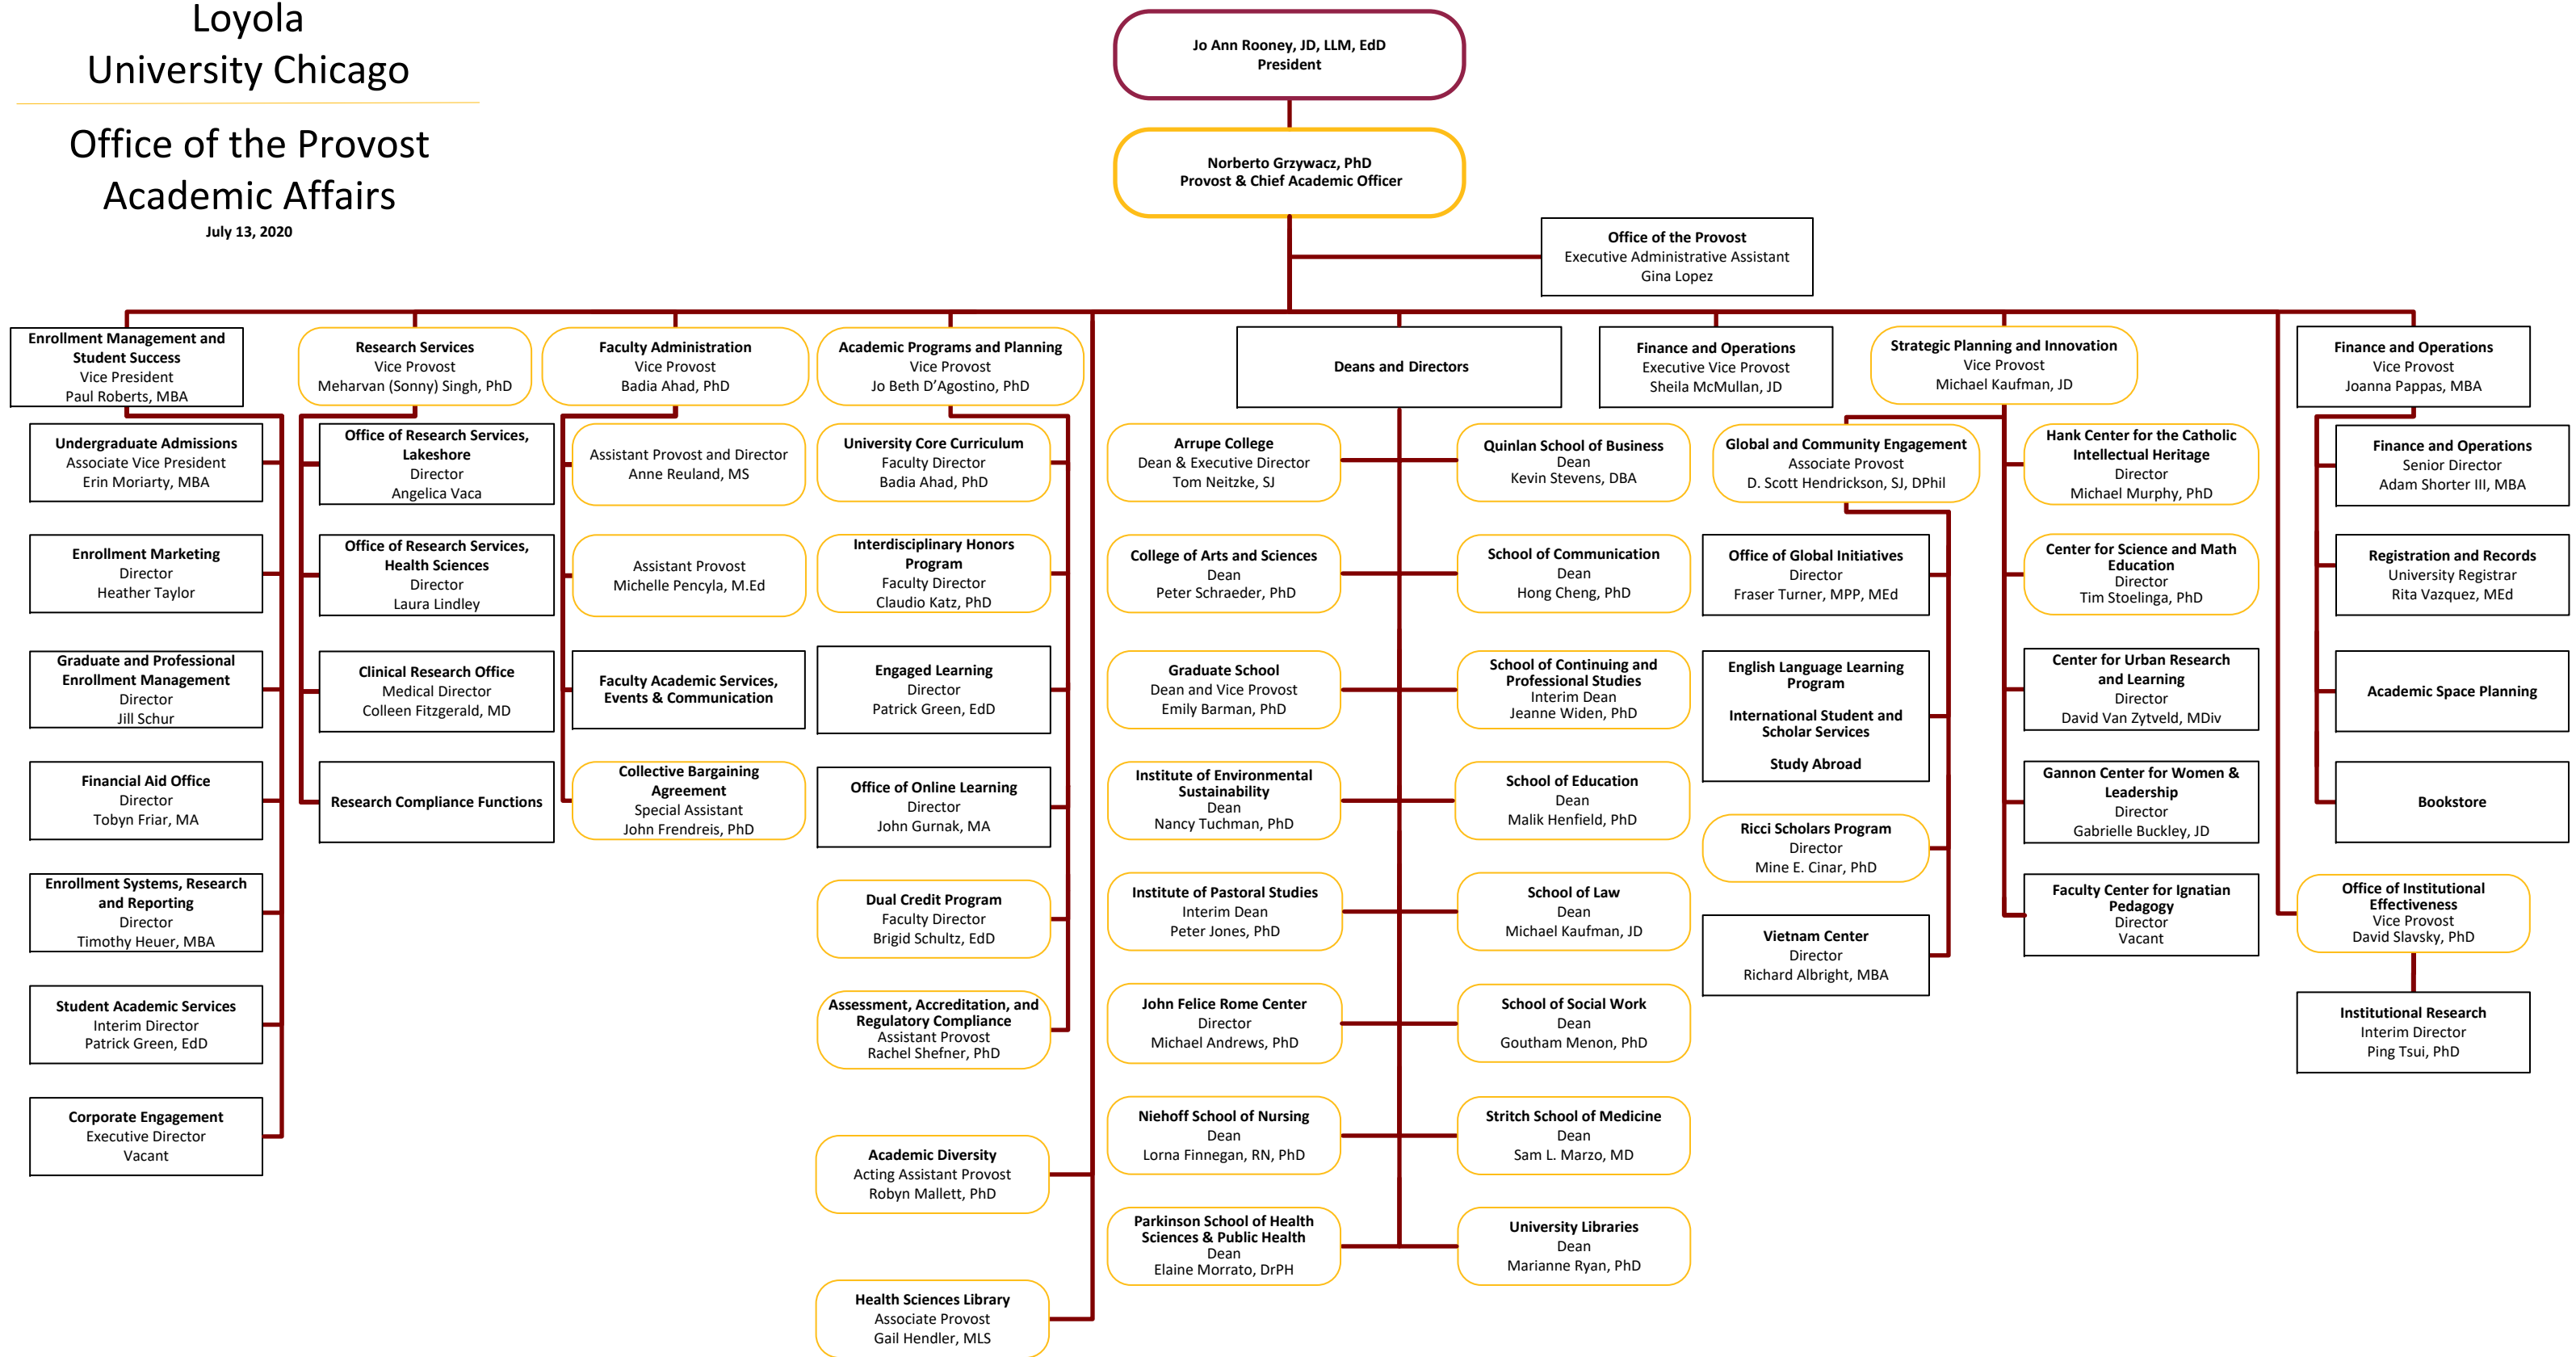 Loyola
University Chicago
Office of the Provost
Academic Affairs
July 13, 2020
Jo Ann Rooney, JD, LLM, EdD
President
Norberto Grzywacz, PhD
Provost & Chief Academic Officer
Office of the Provost
Executive Administrative Assistant
Gina Lopez
Enrollment Management and
Student Success
Vice President
Paul Roberts, MBA
Undergraduate Admissions
Associate Vice President
Erin Moriarty, MBA
Enrollment Marketing
Director
Heather Taylor
Graduate and Professional
Enrollment Management
Director
Jill Schur
Financial Aid Office
Director
Tobyn Friar, MA
Enrollment Systems, Research
and Reporting
Director
Timothy Heuer, MBA
Student Academic Services
Interim Director
Patrick Green, EdD
Corporate Engagement
Executive Director
Vacant
Research Services
Vice Provost
Meharvan (Sonny) Singh, PhD
Office of Research Services,
Lakeshore
Director
Angelica Vaca
Office of Research Services,
Health Sciences
Director
Laura Lindley
Clinical Research Office
Medical Director
Colleen Fitzgerald, MD
Research Compliance Functions
Faculty Administration
Vice Provost
Badia Ahad, PhD
Assistant Provost and Director
Anne Reuland, MS
Assistant Provost
Michelle Pencyla, M.Ed
Faculty Academic Services,
Events & Communication
Collective Bargaining
Agreement
Special Assistant
John Frendreis, PhD
Academic Programs and Planning
Vice Provost
Jo Beth D’Agostino, PhD
University Core Curriculum
Faculty Director
Badia Ahad, PhD
Interdisciplinary Honors
Program
Faculty Director
Claudio Katz, PhD
Engaged Learning
Director
Patrick Green, EdD
Office of Online Learning
Director
John Gurnak, MA
Dual Credit Program
Faculty Director
Brigid Schultz, EdD
Assessment, Accreditation, and
Regulatory Compliance
Assistant Provost
Rachel Shefner, PhD
Academic Diversity
Acting Assistant Provost
Robyn Mallett, PhD
Health Sciences Library
Associate Provost
Gail Hendler, MLS
Deans and Directors
Arrupe College
Dean & Executive Director
Tom Neitzke, SJ
College of Arts and Sciences
Dean
Peter Schraeder, PhD
Graduate School
Dean and Vice Provost
Emily Barman, PhD
Institute of Environmental
Sustainability
Dean
Nancy Tuchman, PhD
Institute of Pastoral Studies
Interim Dean
Peter Jones, PhD
John Felice Rome Center
Director
Michael Andrews, PhD
Niehoff School of Nursing
Dean
Lorna Finnegan, RN, PhD
Parkinson School of Health
Sciences & Public Health
Dean
Elaine Morrato, DrPH
Quinlan School of Business
Dean
Kevin Stevens, DBA
School of Communication
Dean
Hong Cheng, PhD
School of Continuing and
Professional Studies
Interim Dean
Jeanne Widen, PhD
School of Education
Dean
Malik Henfield, PhD
School of Law
Dean
Michael Kaufman, JD
School of Social Work
Dean
Goutham Menon, PhD
Stritch School of Medicine
Dean
Sam L. Marzo, MD
University Libraries
Dean
Marianne Ryan, PhD
Finance and Operations
Executive Vice Provost
Sheila McMullan, JD
Strategic Planning and Innovation
Vice Provost
Michael Kaufman, JD
Global and Community Engagement
Associate Provost
D. Scott Hendrickson, SJ, DPhil
Office of Global Initiatives
Director
Fraser Turner, MPP, MEd
English Language Learning
Program
International Student and
Scholar Services
Study Abroad
Ricci Scholars Program
Director
Mine E. Cinar, PhD
Vietnam Center
Director
Richard Albright, MBA
Hank Center for the Catholic
Intellectual Heritage
Director
Michael Murphy, PhD
Center for Science and Math
Education
Director
Tim Stoelinga, PhD
Center for Urban Research
and Learning
Director
David Van Zytveld, MDiv
Gannon Center for Women &
Leadership
Director
Gabrielle Buckley, JD
Faculty Center for Ignatian
Pedagogy
Director
Vacant
Finance and Operations
Vice Provost
Joanna Pappas, MBA
Finance and Operations
Senior Director
Adam Shorter III, MBA
Registration and Records
University Registrar
Rita Vazquez, MEd
Academic Space Planning
Bookstore
Office of Institutional
Effectiveness
Vice Provost
David Slavsky, PhD
Institutional Research
Interim Director
Ping Tsui, PhD